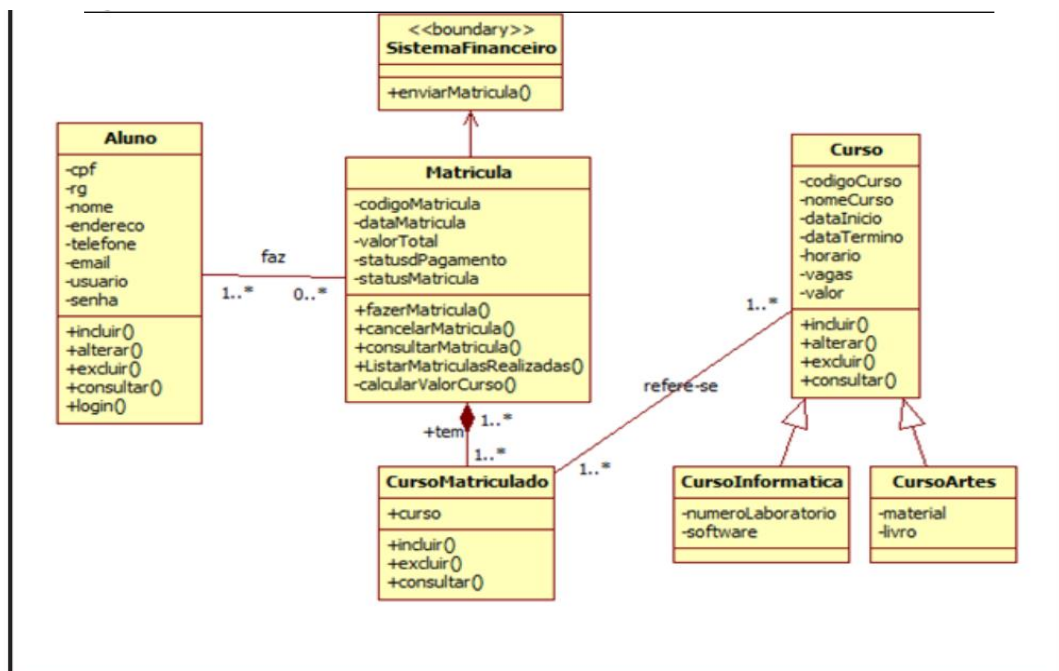 <<boundary>>
SistemaFinanceiro
+enviarMatricula()
Aluno
-cpf
-rg
-nome
-endereco
-telefone
-email
-usuario
-senha
+incluir()
+alterar()
+excluir()
+consultar()
+login()
faz
1..*
0..*
Matricula
-codigoMatricula
-dataMatricula
-valorTotal
-statusdPagamento
-statusMatricula
+fazerMatricula()
+cancelarMatricula()
+consultarMatricula()
+ListarMatriculasRealizadas()
-calcularValorCurso()
Curso
-codigoCurso
-nomeCurso
-dataInicio
-dataTermino
-horario
-vagas
-valor
+incluir()
+alterar()
+excluir()
+consultar()
1..*
refere-se
1..*
1..*
+tem
1..*
CursoMatriculado
+curso
+incluir()
+excluir()
+consultar()
CursoInformatica
-numeroLaboratorio
-software
CursoArtes
-material
-livro